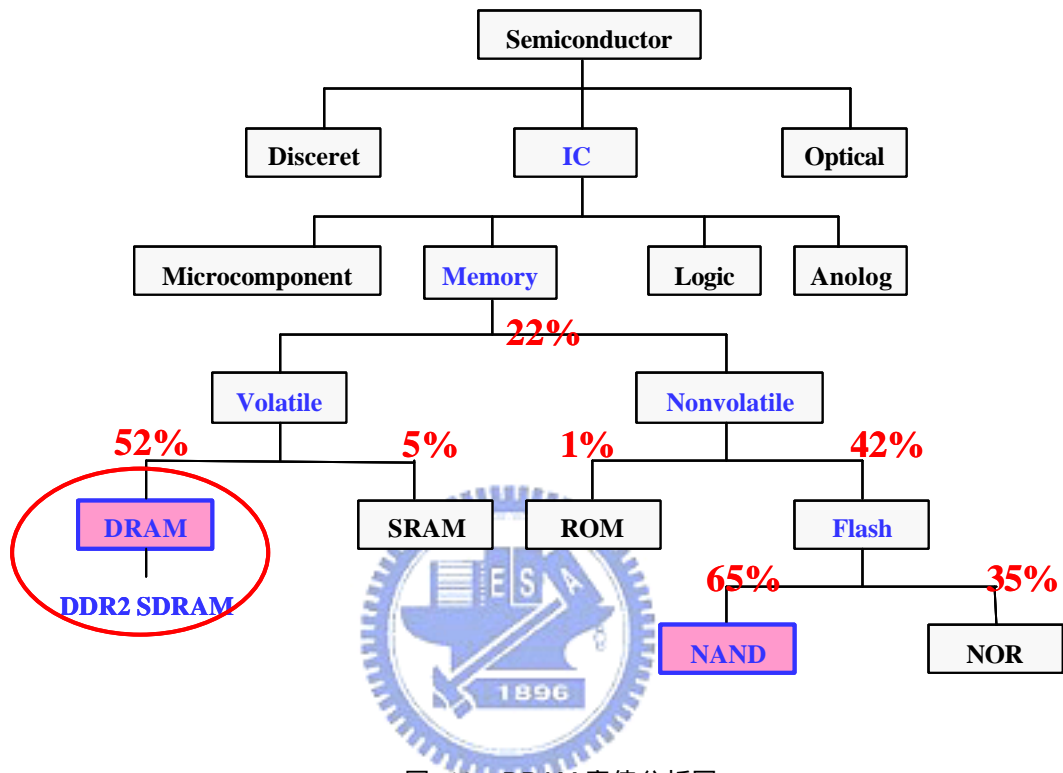 Semiconductor
Disceret IC Optical
Microcomponent Memory Logic Anolog
22%
Volatile Nonvolatile
52% 5% 1% 42%
DRAM SRAM ROM Flash
E S A
65% 35%
DDR2 SDRAM
NAND NOR
1896